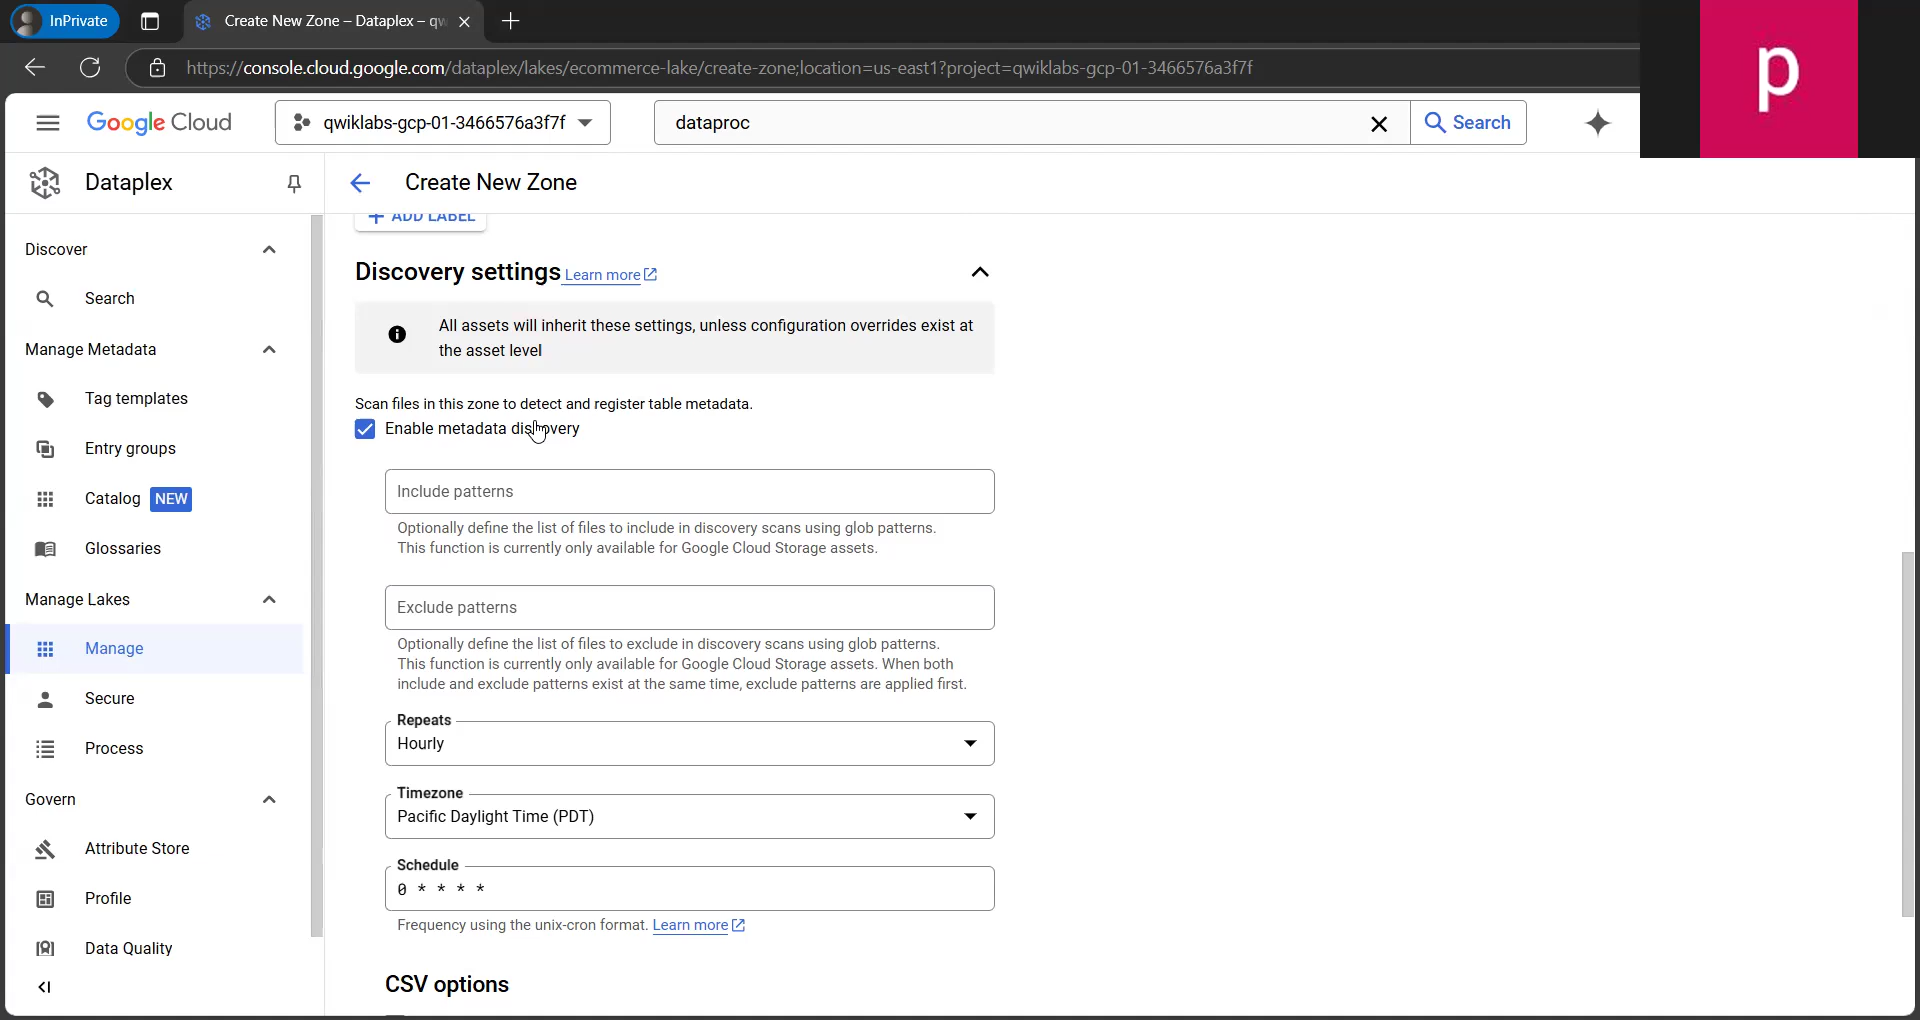 InPrivate
Create New Zone – Dataplex – qw
https://console.cloud.google.com/dataplex/lakes/ecommerce-lake/create-zone;location=us-east1?project=qwiklabs-gcp-01-3466576a3f7f
p
Google Cloud
qwiklabs-gcp-01-3466576a3f7f
dataproc
Search
Dataplex
Create New Zone
Discover
Search
Manage Metadata
Tag templates
Entry groups
Catalog NEW
Glossaries
Manage Lakes
Manage
Secure
Process
Govern
Attribute Store
Profile
Data Quality
ADD LABEL
Discovery settings Learn more
All assets will inherit these settings, unless configuration overrides exist at
the asset level
Scan files in this zone to detect and register table metadata.
Enable metadata discovery
Include patterns
Optionally define the list of files to include in discovery scans using glob patterns.
This function is currently only available for Google Cloud Storage assets.
Exclude patterns
Optionally define the list of files to exclude in discovery scans using glob patterns.
This function is currently only available for Google Cloud Storage assets. When both
include and exclude patterns exist at the same time, exclude patterns are applied first.
Repeats
Hourly
Timezone
Pacific Daylight Time (PDT)
Schedule
0 * * * *
Frequency using the unix-cron format. Learn more
CSV options